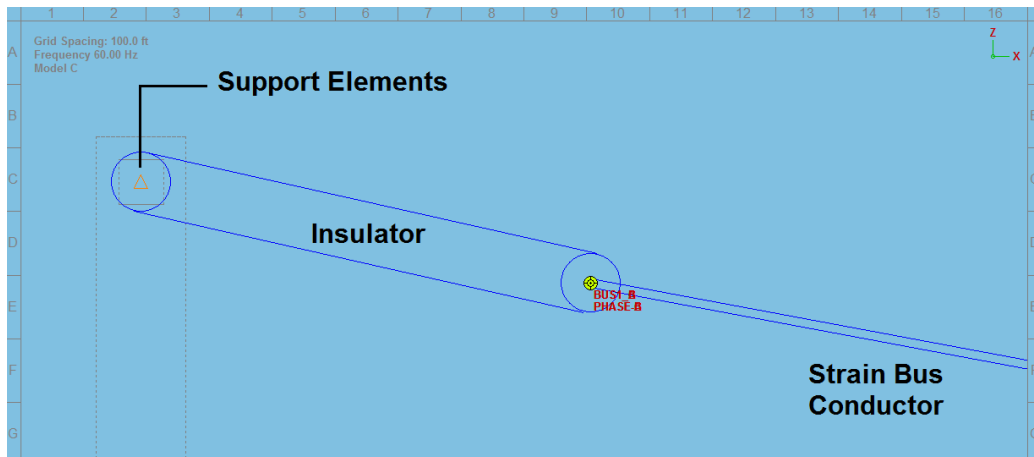 1 2 3 4 5 6 7 8 9 10 11 12 13 14 15 16
Grid Spacing: 100.0 ft
Frequency 60.00 Hz
Model C
Z
X
Support Elements
Insulator
PHASE-
Strain Bus
Conductor
A
B
C
D
E
F
G